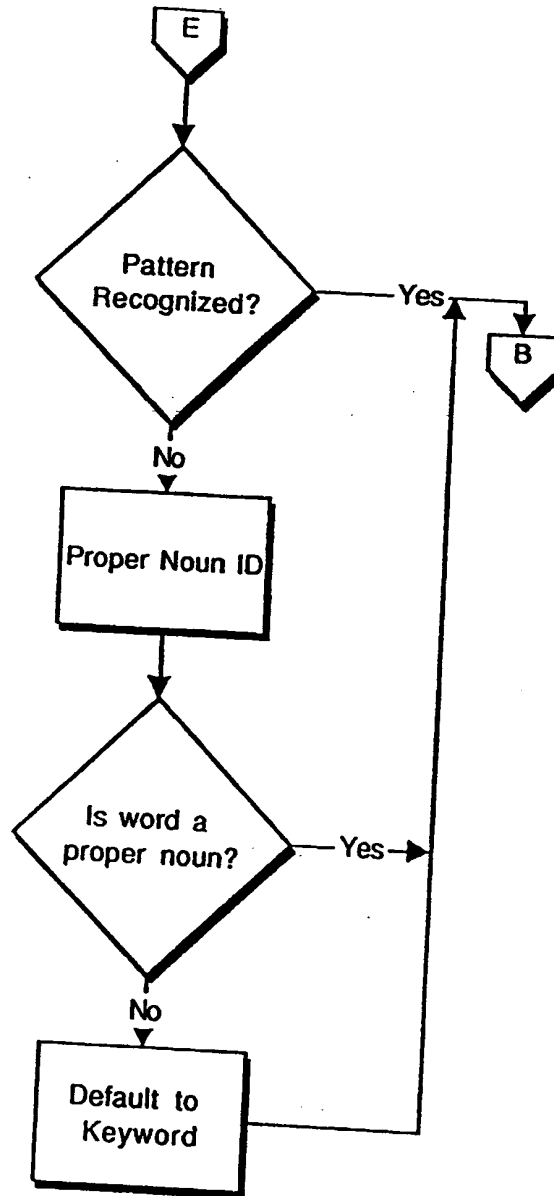 E
Pattern
Recognized?
Yes
B
No
Proper Noun ID
Is word a
proper noun?
Yes
No
Default to
Keyword